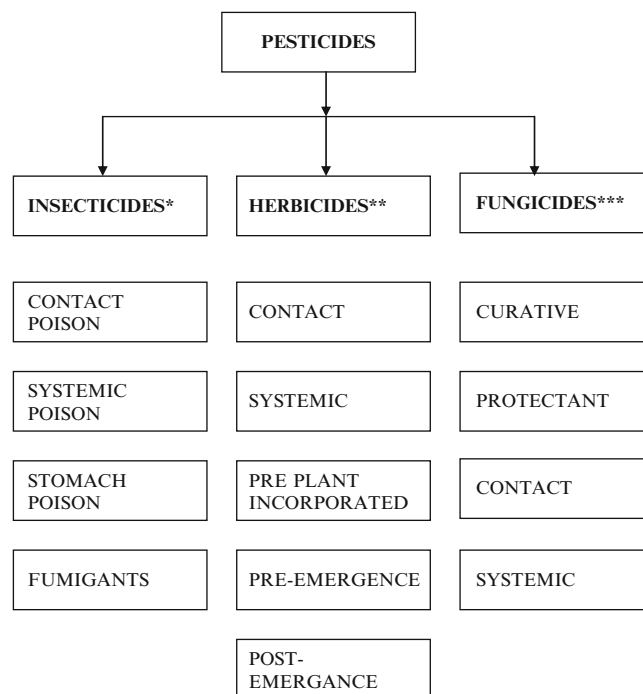 PESTICIDES
INSECTICIDES*
HERBICIDES**
FUNGICIDES***
CONTACT
POISON
CONTACT
CURATIVE
SYSTEMIC
POISON
SYSTEMIC
PROTECTANT
STOMACH
POISON
PRE PLANT
INCORPORATED
CONTACT
FUMIGANTS
PRE-EMERGENCE
SYSTEMIC
POST-
EMERGANCE